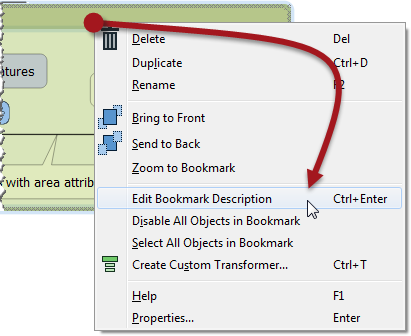 Delete Del
Duplicate Ctrl+D
atures
Rename F2
Bring to Front
Send to Back
Zoom to Bookmark
with area attrib
Edit Bookmark Description Ctrl+Enter
Disable All Objects in Bookmark
Select All Objects in Bookmark
Create Custom Transformer... Ctrl+T
Help F1
Properties... Enter